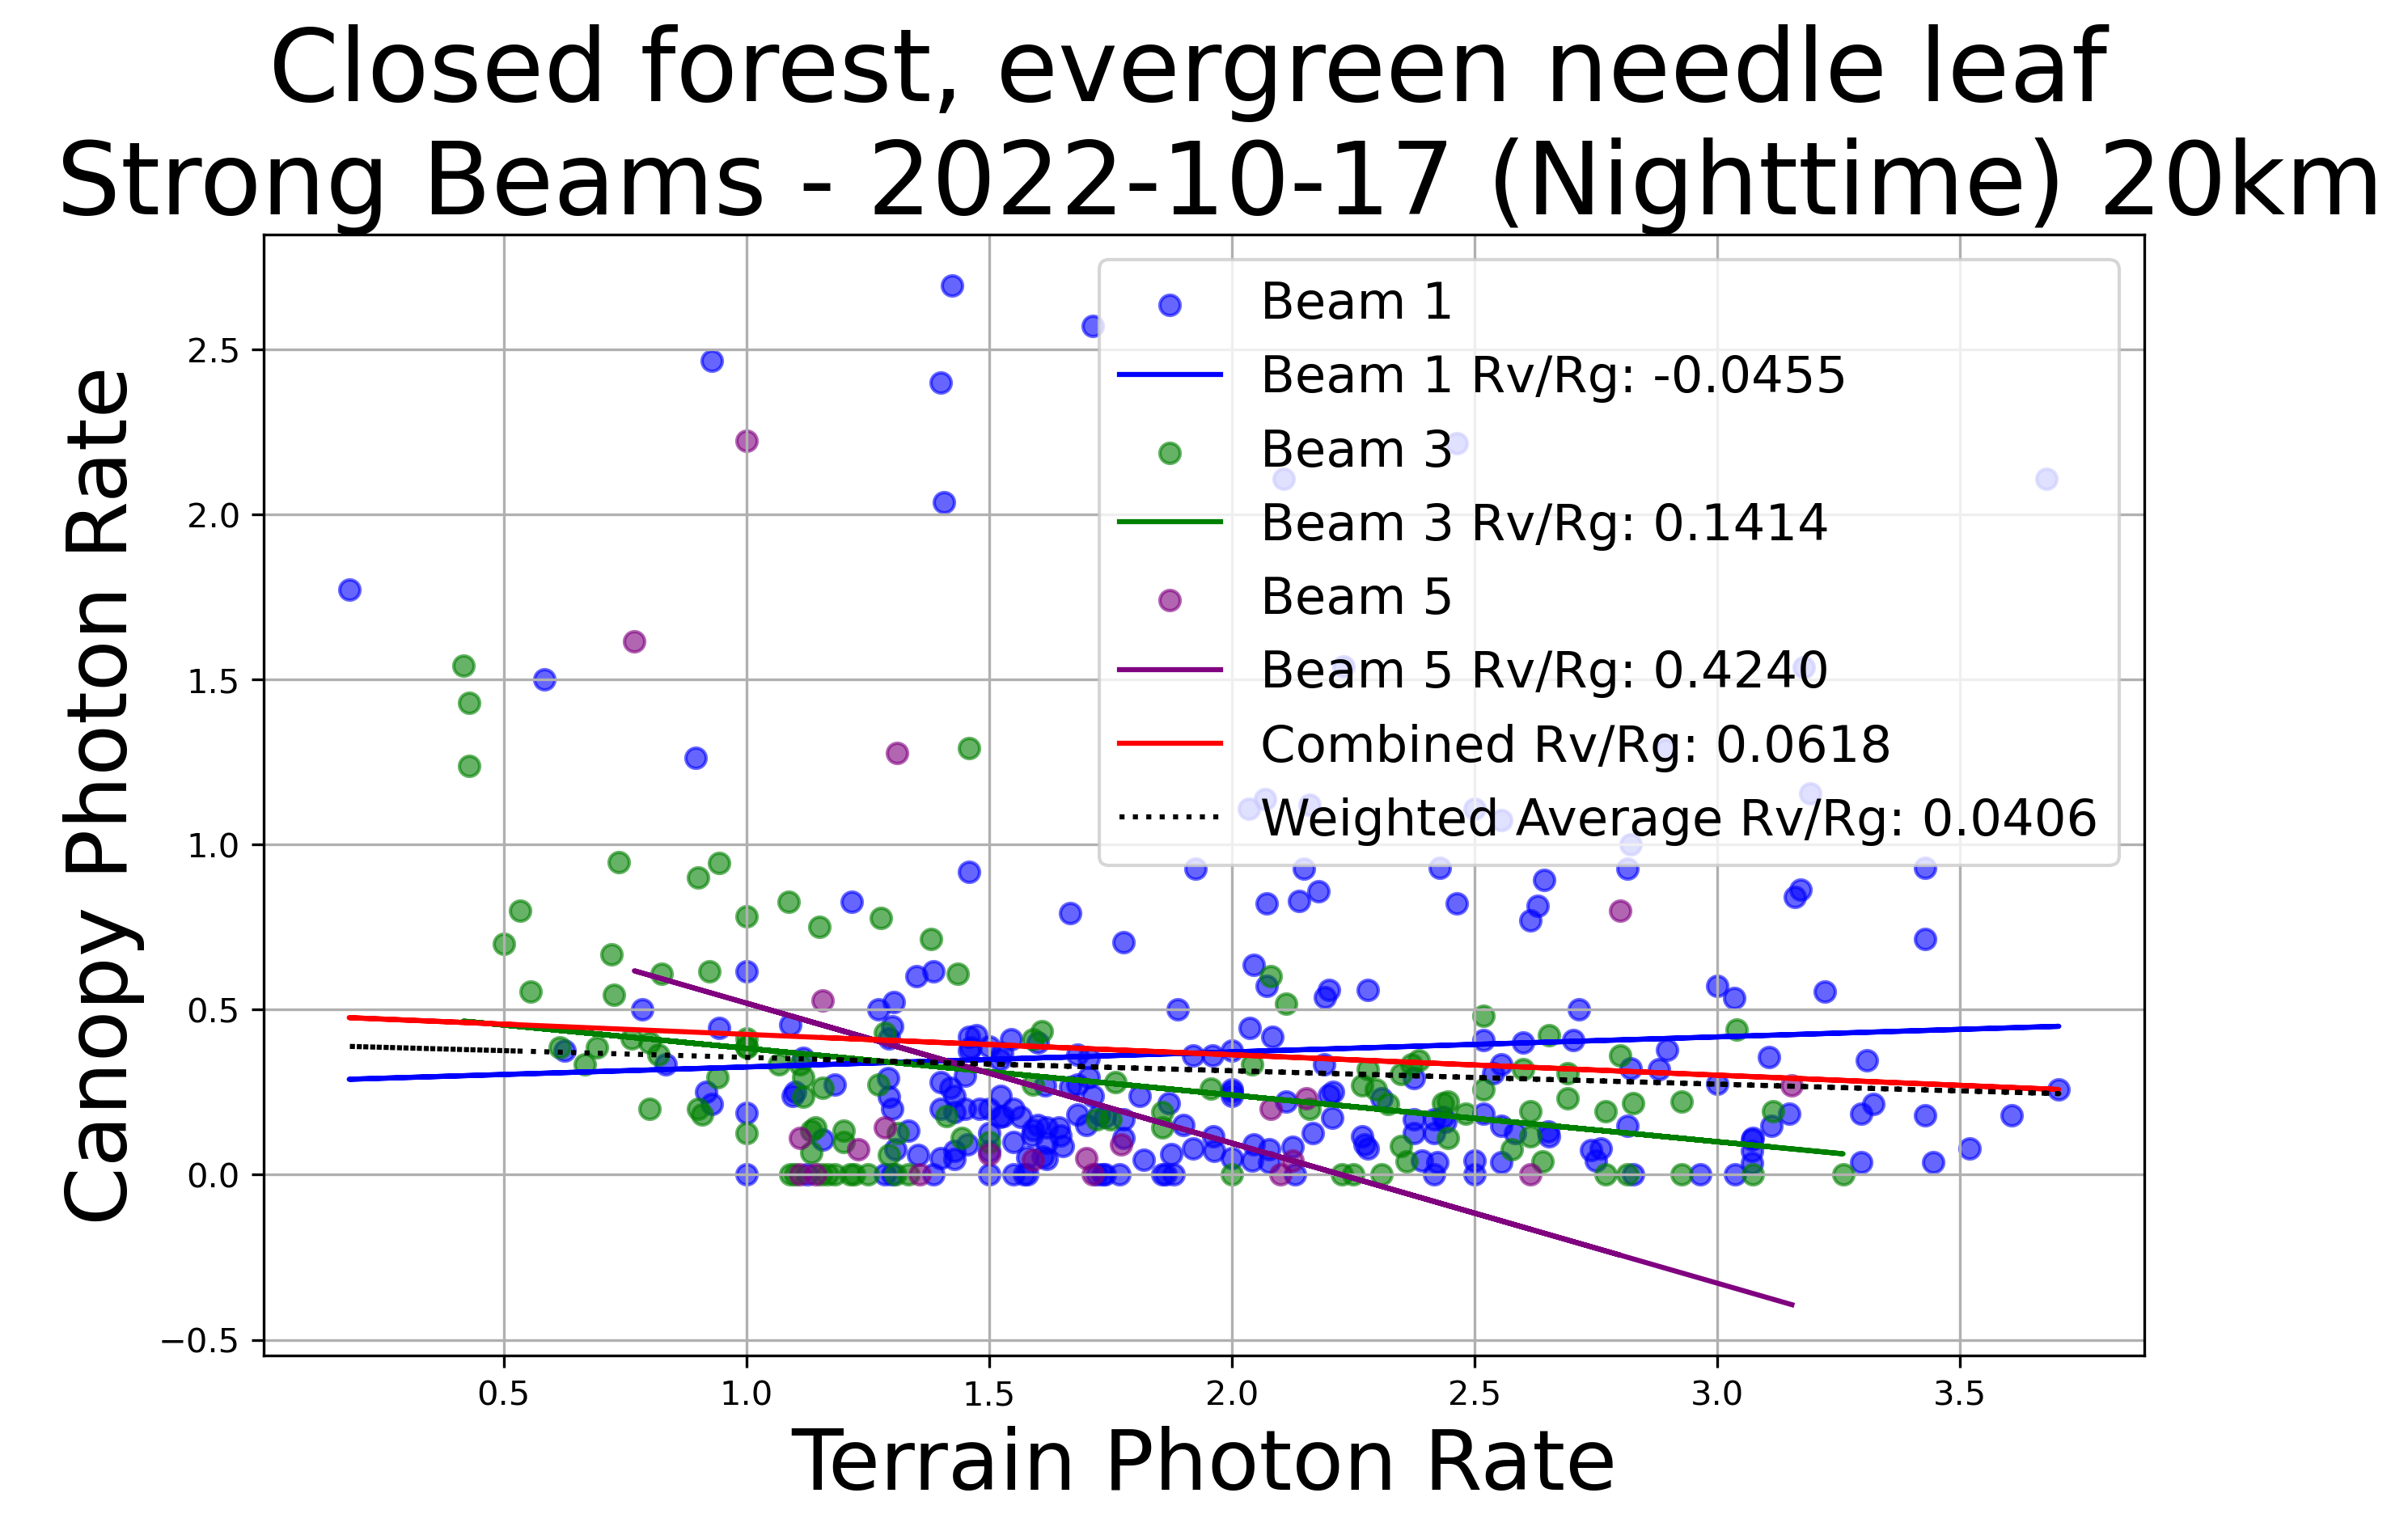 Closed forest, evergreen needle leaf
Strong Beams - 2022-10-17 (Nighttime) 20km
Beam 1
Beam 1 Rv/Rg: -0.0455
Beam 3
Beam 3 Rv/Rg: 0.1414
Beam 5
Beam 5 Rv/Rg: 0.4240
Combined Rv/Rg: 0.0618
Weighted Average Rv/Rg: 0.0406
Canopy Photon Rate
2.5
2.0
1.5
1.0
0.5
0.0
−0.5
0.5 1.0 1.5 2.0 2.5 3.0 3.5
Terrain Photon Rate